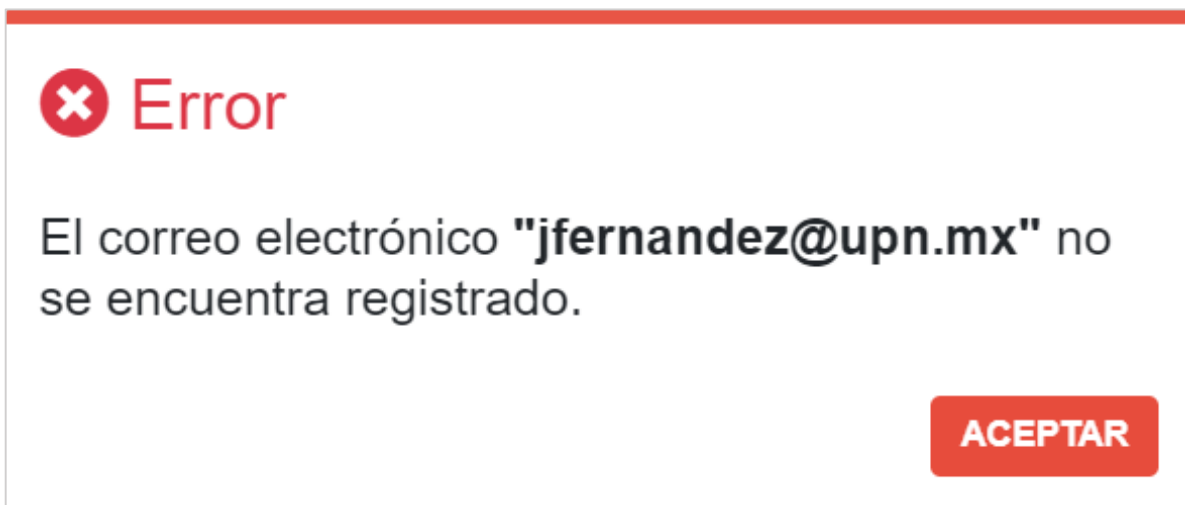 Error
El correo electrónico "jfernandez@upn.mx" no
se encuentra registrado.
ACEPTAR